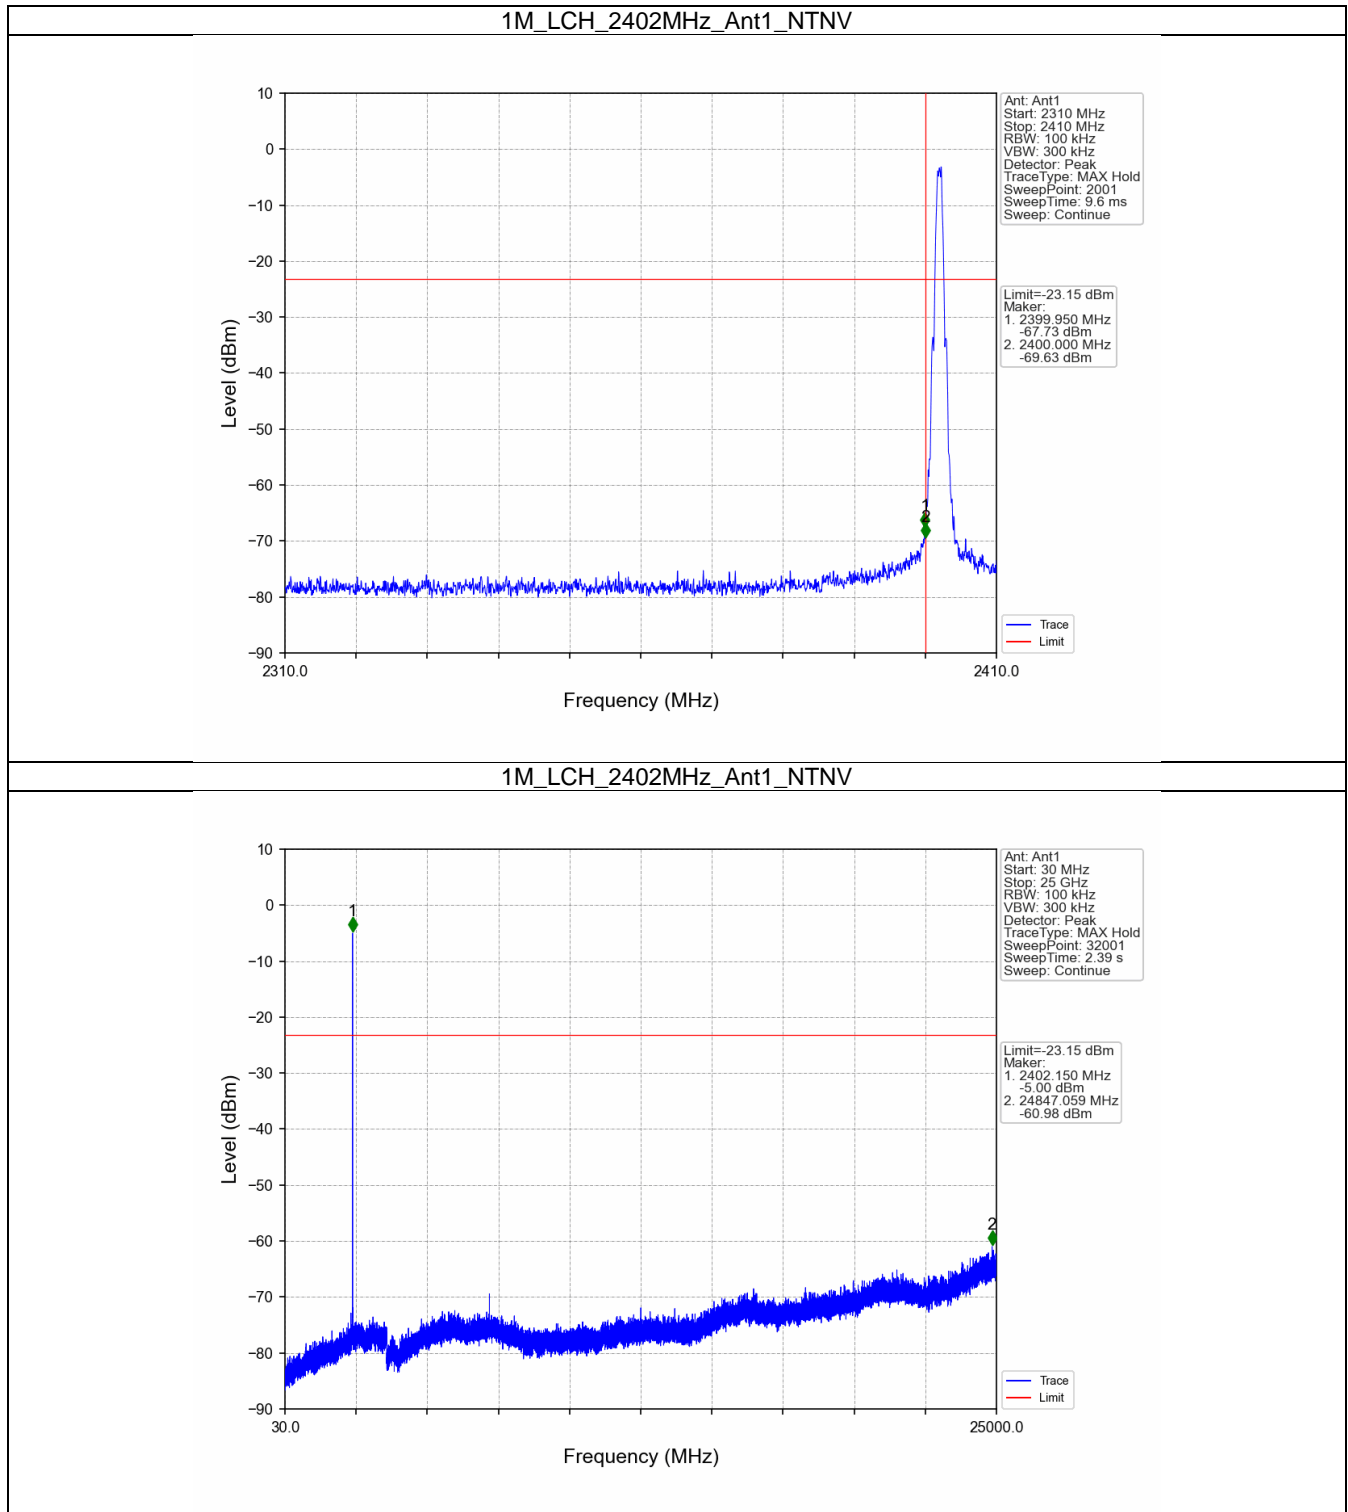 1M_LCH_2402MHz_Ant1_NTNV
10
0
−10
−20
−30
−40
−50
−60
−70
−80
−90
Level (dBm)
2310.0
2410.0
Frequency (MHz)
1
2
Ant: Ant1
Start: 2310 MHz
Stop: 2410 MHz
RBW: 100 kHz
VBW: 300 kHz
Detector: Peak
TraceType: MAX Hold
SweepPoint: 2001
SweepTime: 9.6 ms
Sweep: Continue
Limit=-23.15 dBm
Maker:
1. 2399.950 MHz
-67.73 dBm
2. 2400.000 MHz
-69.63 dBm
Trace
Limit
1M_LCH_2402MHz_Ant1_NTNV
10
0
−10
−20
−30
−40
−50
−60
−70
−80
−90
Level (dBm)
30.0
25000.0
Frequency (MHz)
1
2
Ant: Ant1
Start: 30 MHz
Stop: 25 GHz
RBW: 100 kHz
VBW: 300 kHz
Detector: Peak
TraceType: MAX Hold
SweepPoint: 32001
SweepTime: 2.39 s
Sweep: Continue
Limit=-23.15 dBm
Maker:
1. 2402.150 MHz
-5.00 dBm
2. 24847.059 MHz
-60.98 dBm
Trace
Limit